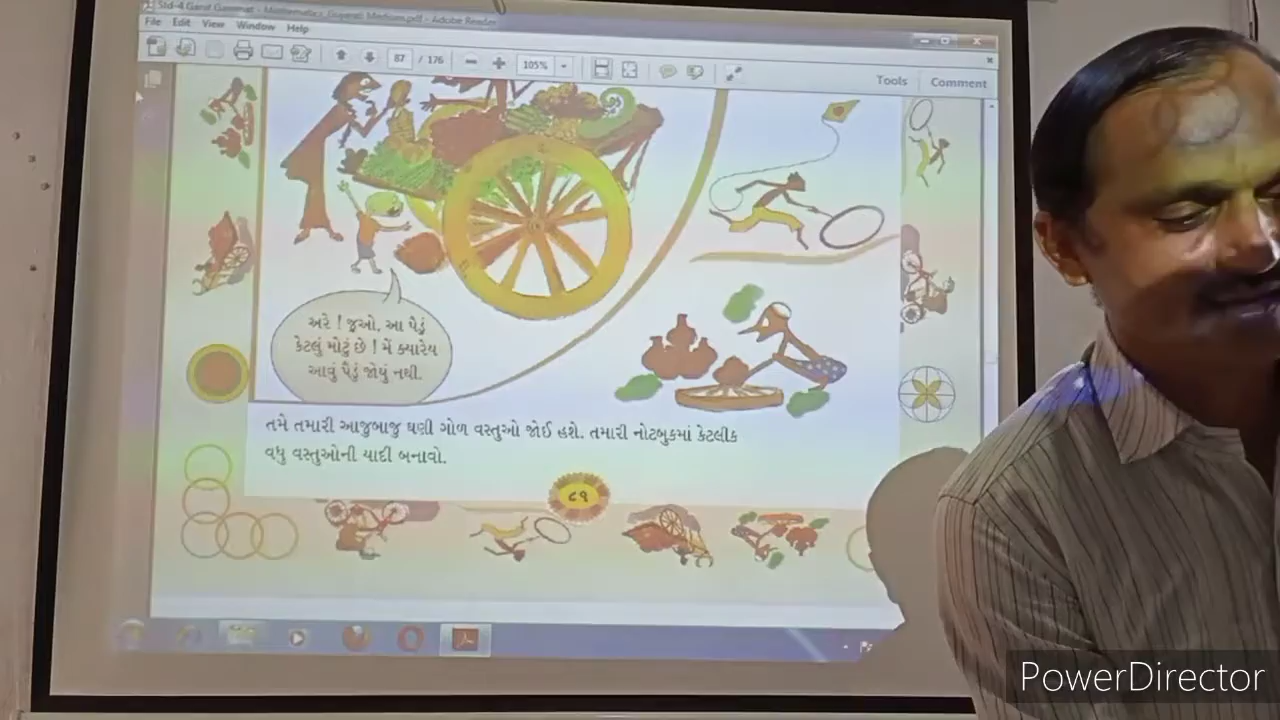 Std-4 Ganit Gammat - Mathematics Gujarati Medium.pdf - Adobe Reader
File Edit View Window Help
87 / 176 105%
Tools Comment
અરે ! જુઓ, આ પૈડું
કેટલું મોટું છે ! મેં ક્યારેય
આવું પૈડું જોયું નથી.
તમે તમારી આજુબાજુ ઘણી ગોળ વસ્તુઓ જોઈ હશે. તમારી નોટબુકમાં કેટલીક
વધુ વસ્તુઓની યાદી બનાવો.
૮૧
PowerDirector